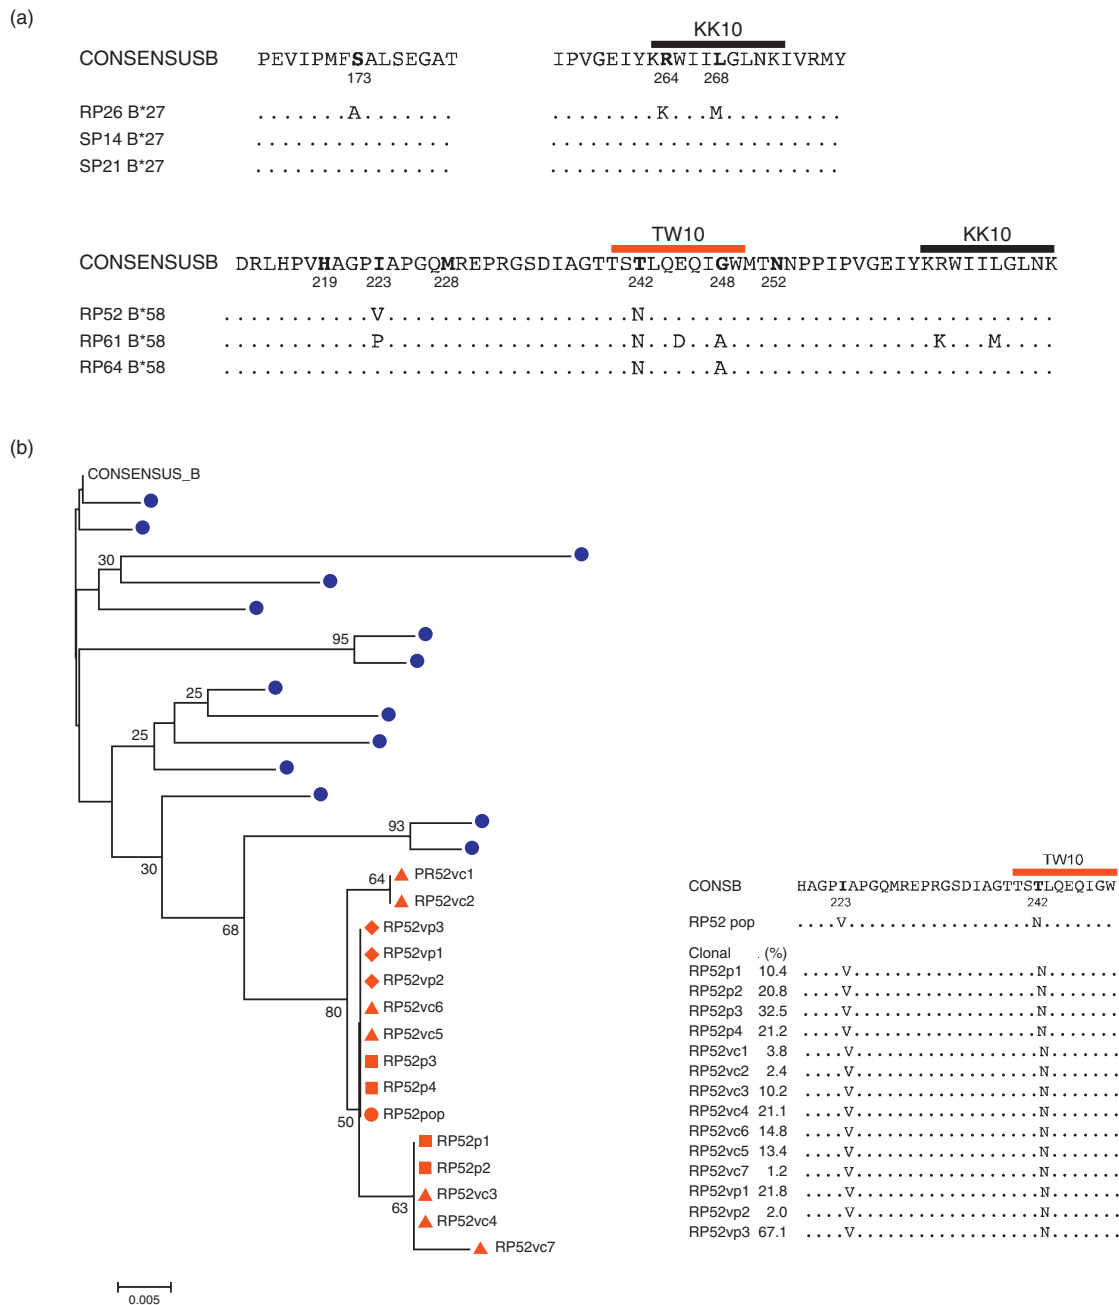 (a)
KK10
CONSENSUSB PEVIPMFSALSEGAT IPVGEIYKRWIILGLNKIVRMY
173 264 268
RP26 B*27 .......A....... ........K...M.........
SP14 B*27 ............... ......................
SP21 B*27 ............... ......................
TW10 KK10
CONSENSUSB DRLHPVHAGPIAPGQMREPRGSDIAGTTSTLQEQIGWMTNNPPIPVGEIYKRWIILGLNK
219 223 228 242 248 252
RP52 B*58 ..........V..................N..............................
RP61 B*58 ..........P..................N..D..A...............K...M....
RP64 B*58 .............................N.....A........................
(b)
CONSENSUS_B
30
95
25
25
93
30
64
PR52vc1
RP52vc2
68
RP52vp3
RP52vp1
RP52vp2
80
RP52vc6
RP52vc5
RP52p3
RP52p4
RP52pop
50
RP52p1
RP52p2
RP52vc3
63
RP52vc4
RP52vc7
0.005
TW10
CONSB HAGPIAPGQMREPRGSDIAGTTSTLQEQIGW
223 242
RP52 pop ....V..................N.......
Clonal . (%)
RP52p1 10.4 ....V..................N.......
RP52p2 20.8 ....V..................N.......
RP52p3 32.5 ....V..................N.......
RP52p4 21.2 ....V..................N.......
RP52vc1 3.8 ....V..................N.......
RP52vc2 2.4 ....V..................N.......
RP52vc3 10.2 ....V..................N.......
RP52vc4 21.1 ....V..................N.......
RP52vc6 14.8 ....V..................N.......
RP52vc5 13.4 ....V..................N.......
RP52vc7 1.2 ....V..................N.......
RP52vp1 21.8 ....V..................N.......
RP52vp2 2.0 ....V..................N.......
RP52vp3 67.1 ....V..................N.......